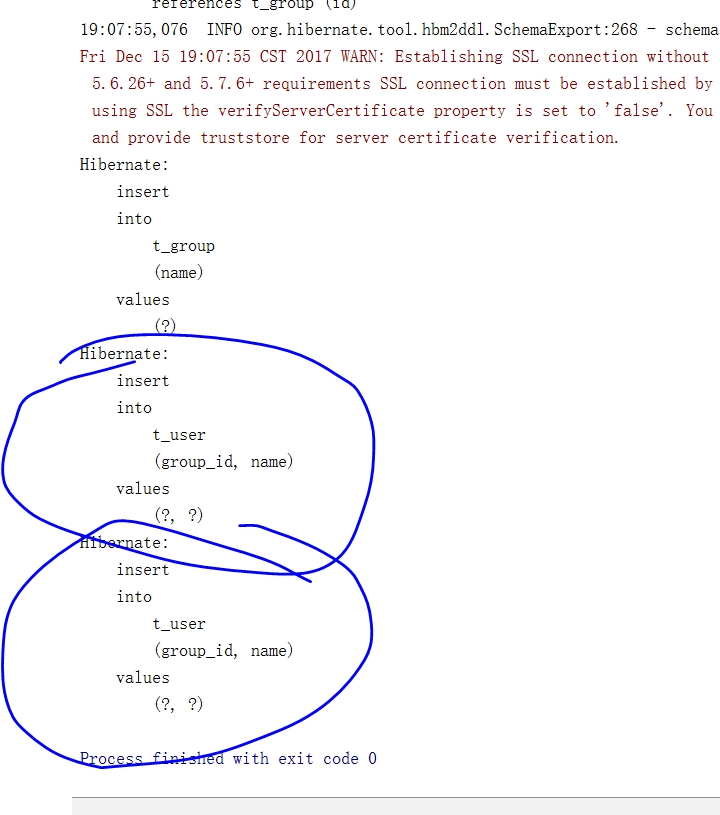 references t_group (id)
19:07:55,076  INFO org.hibernate.tool.hbm2ddl.SchemaExport:268 - schema
Fri Dec 15 19:07:55 CST 2017 WARN: Establishing SSL connection without
5.6.26+ and 5.7.6+ requirements SSL connection must be established by
using SSL the verifyServerCertificate property is set to 'false'. You
and provide truststore for server certificate verification.
Hibernate:
insert
into
t_group
(name)
values
(?)
Hibernate:
insert
into
t_user
(group_id, name)
values
(?, ?)
Hibernate:
insert
into
t_user
(group_id, name)
values
(?, ?)
Process finished with exit code 0